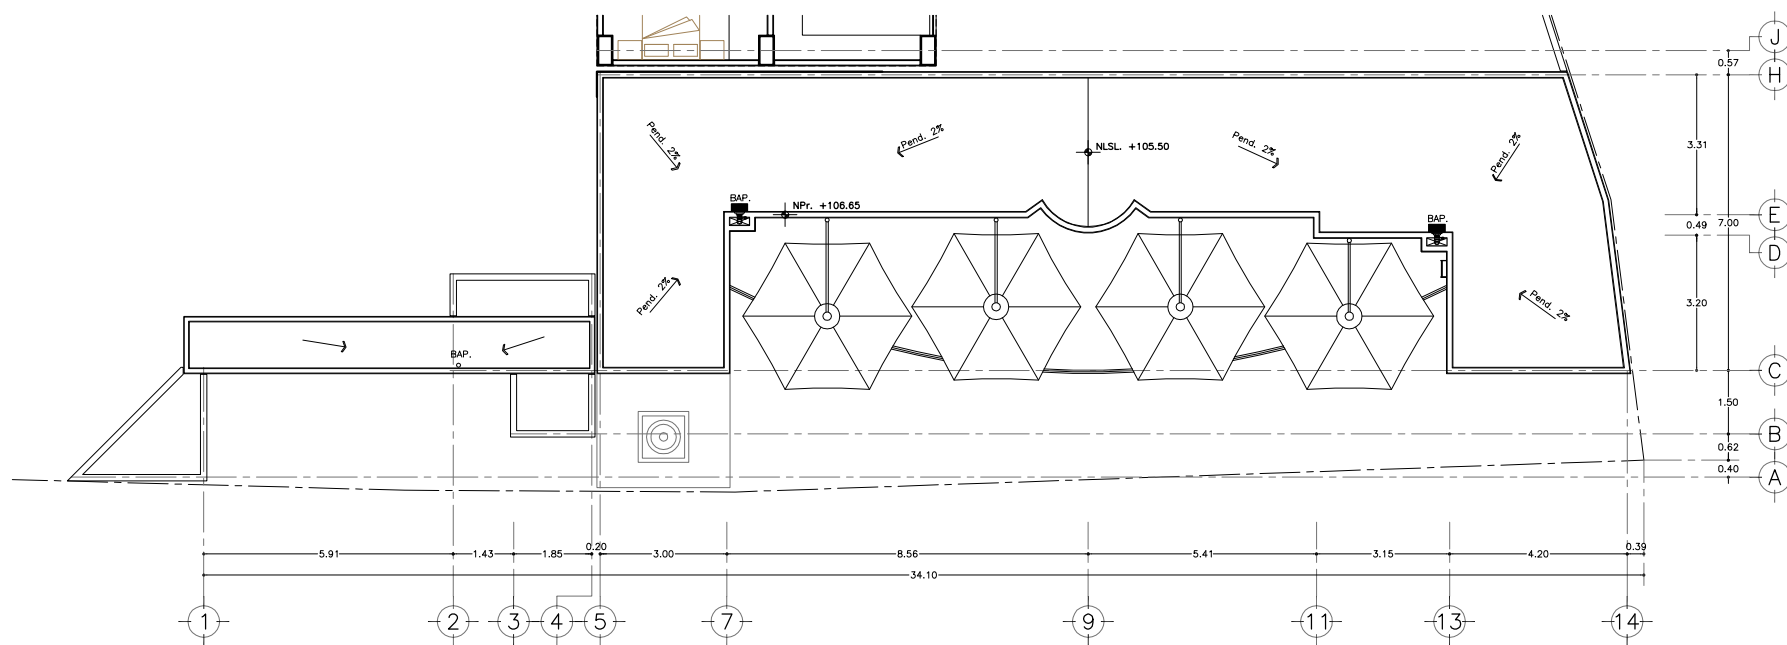 J
0.57
H
Pend. 2%
Pend. 2%
Pend. 2%
Pend. 2%
NLSL. +105.50
3.31
BAP.
NPr. +106.65
BAP.
E
0.49
7.00
D
Pend. 2%
Pend. 2%
3.20
BAP.
C
1.50
B
0.62
0.40
A
5.91
1.43
1.85
0.20
3.00
8.56
5.41
3.15
4.20
0.39
34.10
1
2
3
4
5
7
9
11
13
14